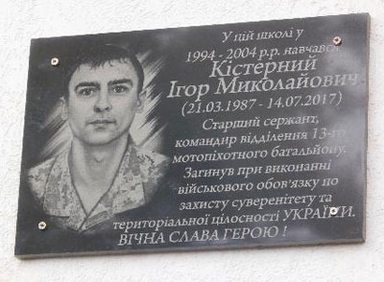 У цій школі у
1994 - 2004 р.р. навчався
Кістерний
Ігор Миколайович
(21.03.1987 - 14.07.2017)
Старший сержант,
командир відділення 13-го
мотопіхотного батальйону.
Загинув при виконанні
військового обов'язку по
захисту суверенітету та
територіальної цілосності УКРАЇНИ.
ВІЧНА СЛАВА ГЕРОЮ !